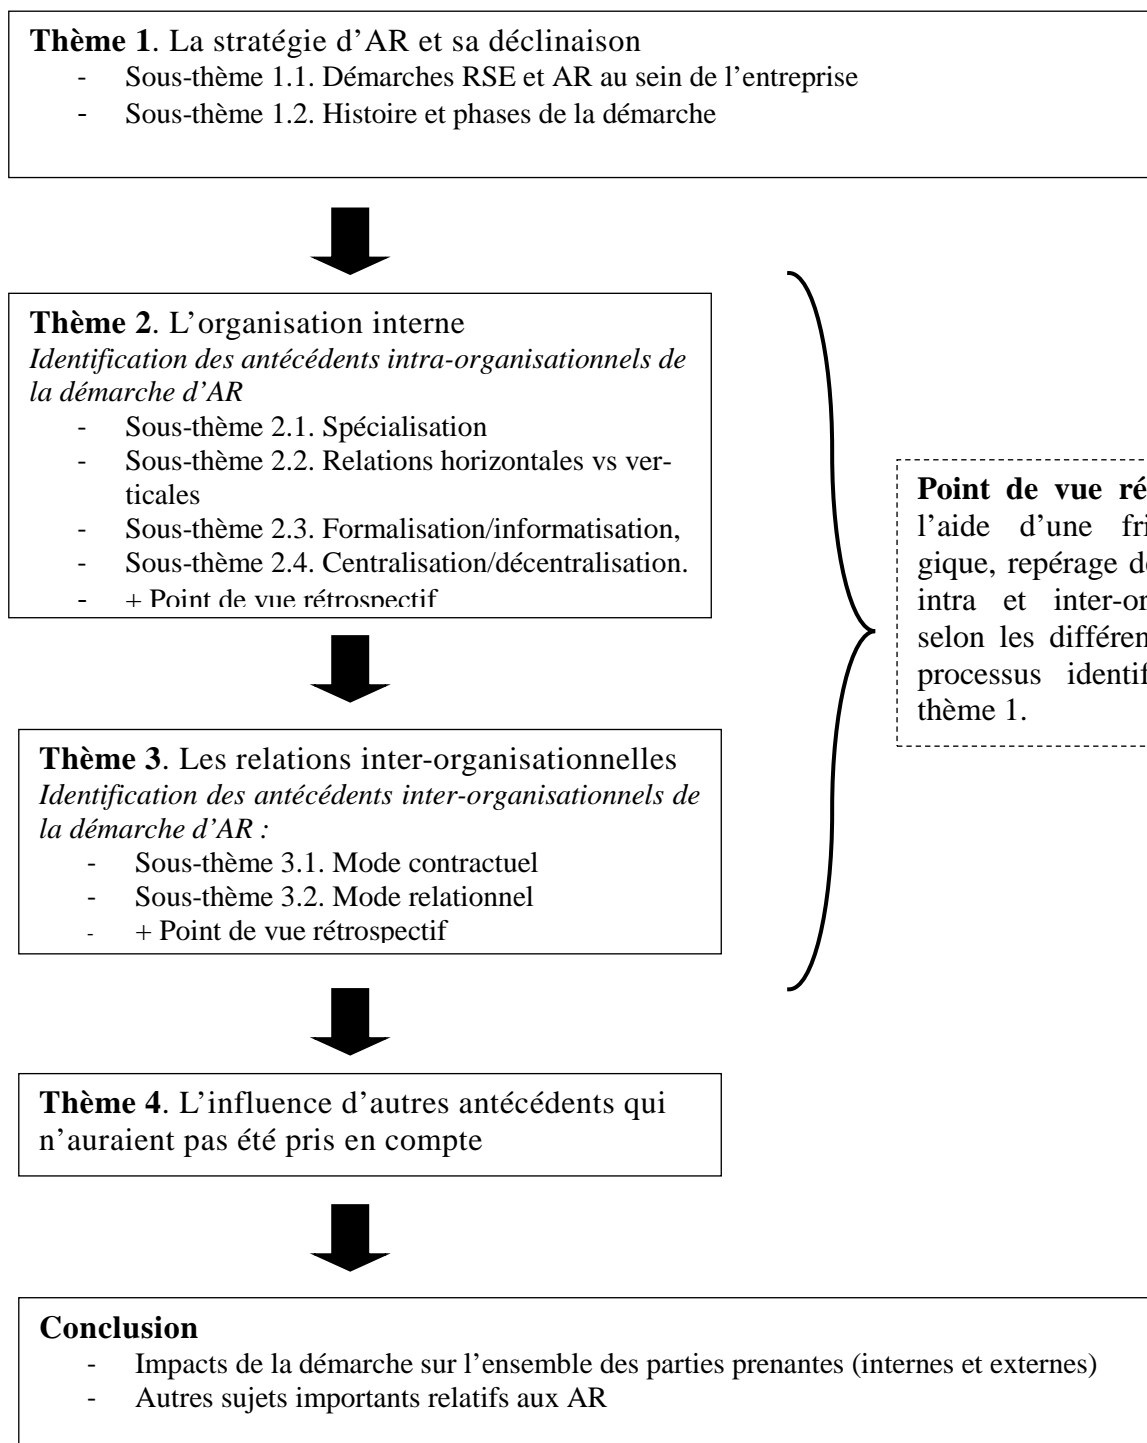 Thème 1. La stratégie d’AR et sa déclinaison
- Sous-thème 1.1. Démarches RSE et AR au sein de l’entreprise
- Sous-thème 1.2. Histoire et phases de la démarche
Thème 2. L’organisation interne
Identification des antécédents intra-organisationnels de
la démarche d’AR
- Sous-thème 2.1. Spécialisation
- Sous-thème 2.2. Relations horizontales vs ver-
ticales
- Sous-thème 2.3. Formalisation/informatisation,
- Sous-thème 2.4. Centralisation/décentralisation.
- + Point de vue rétrospectif
Point de vue
l’aide d’une
gique, repérage
intra et
selon les
processus
thème 1.
Thème 3. Les relations inter-organisationnelles
Identification des antécédents inter-organisationnels de
la démarche d’AR :
- Sous-thème 3.1. Mode contractuel
- Sous-thème 3.2. Mode relationnel
- + Point de vue rétrospectif
Thème 4. L’influence d’autres antécédents qui
n’auraient pas été pris en compte
Conclusion
- Impacts de la démarche sur l’ensemble des parties prenantes (internes et externes)
- Autres sujets importants relatifs aux AR